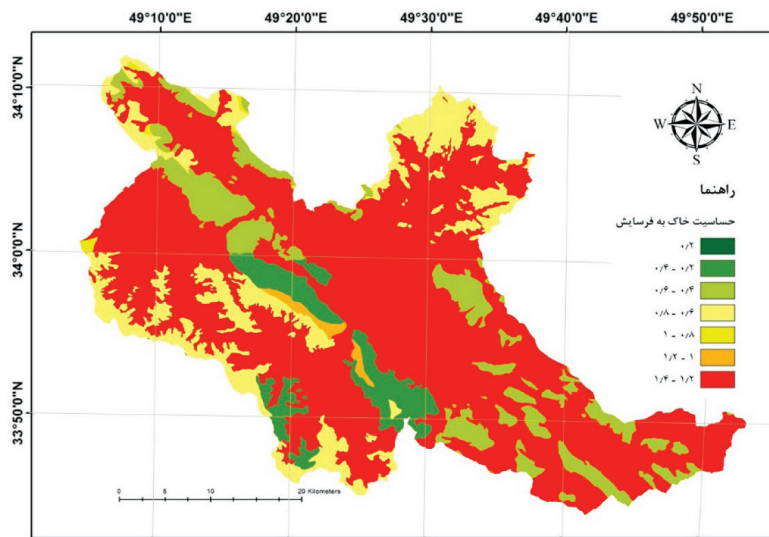 49°10'0"E 49°20'0"E 49°30'0"E 49°40'0"E 49°50'0"E
34°10'0"N
34°0'0"N
33°50'0"N
N
W E
S
راهنما
حساسیت خاک به فرسایش
۰/۲
۰/۴ - ۰/۲
۰/۶ - ۰/۴
۰/۸ - ۰/۶
۱ - ۰/۸
۱/۲ - ۱
۱/۴ - ۱/۲
0 5 10 20 Kilometers